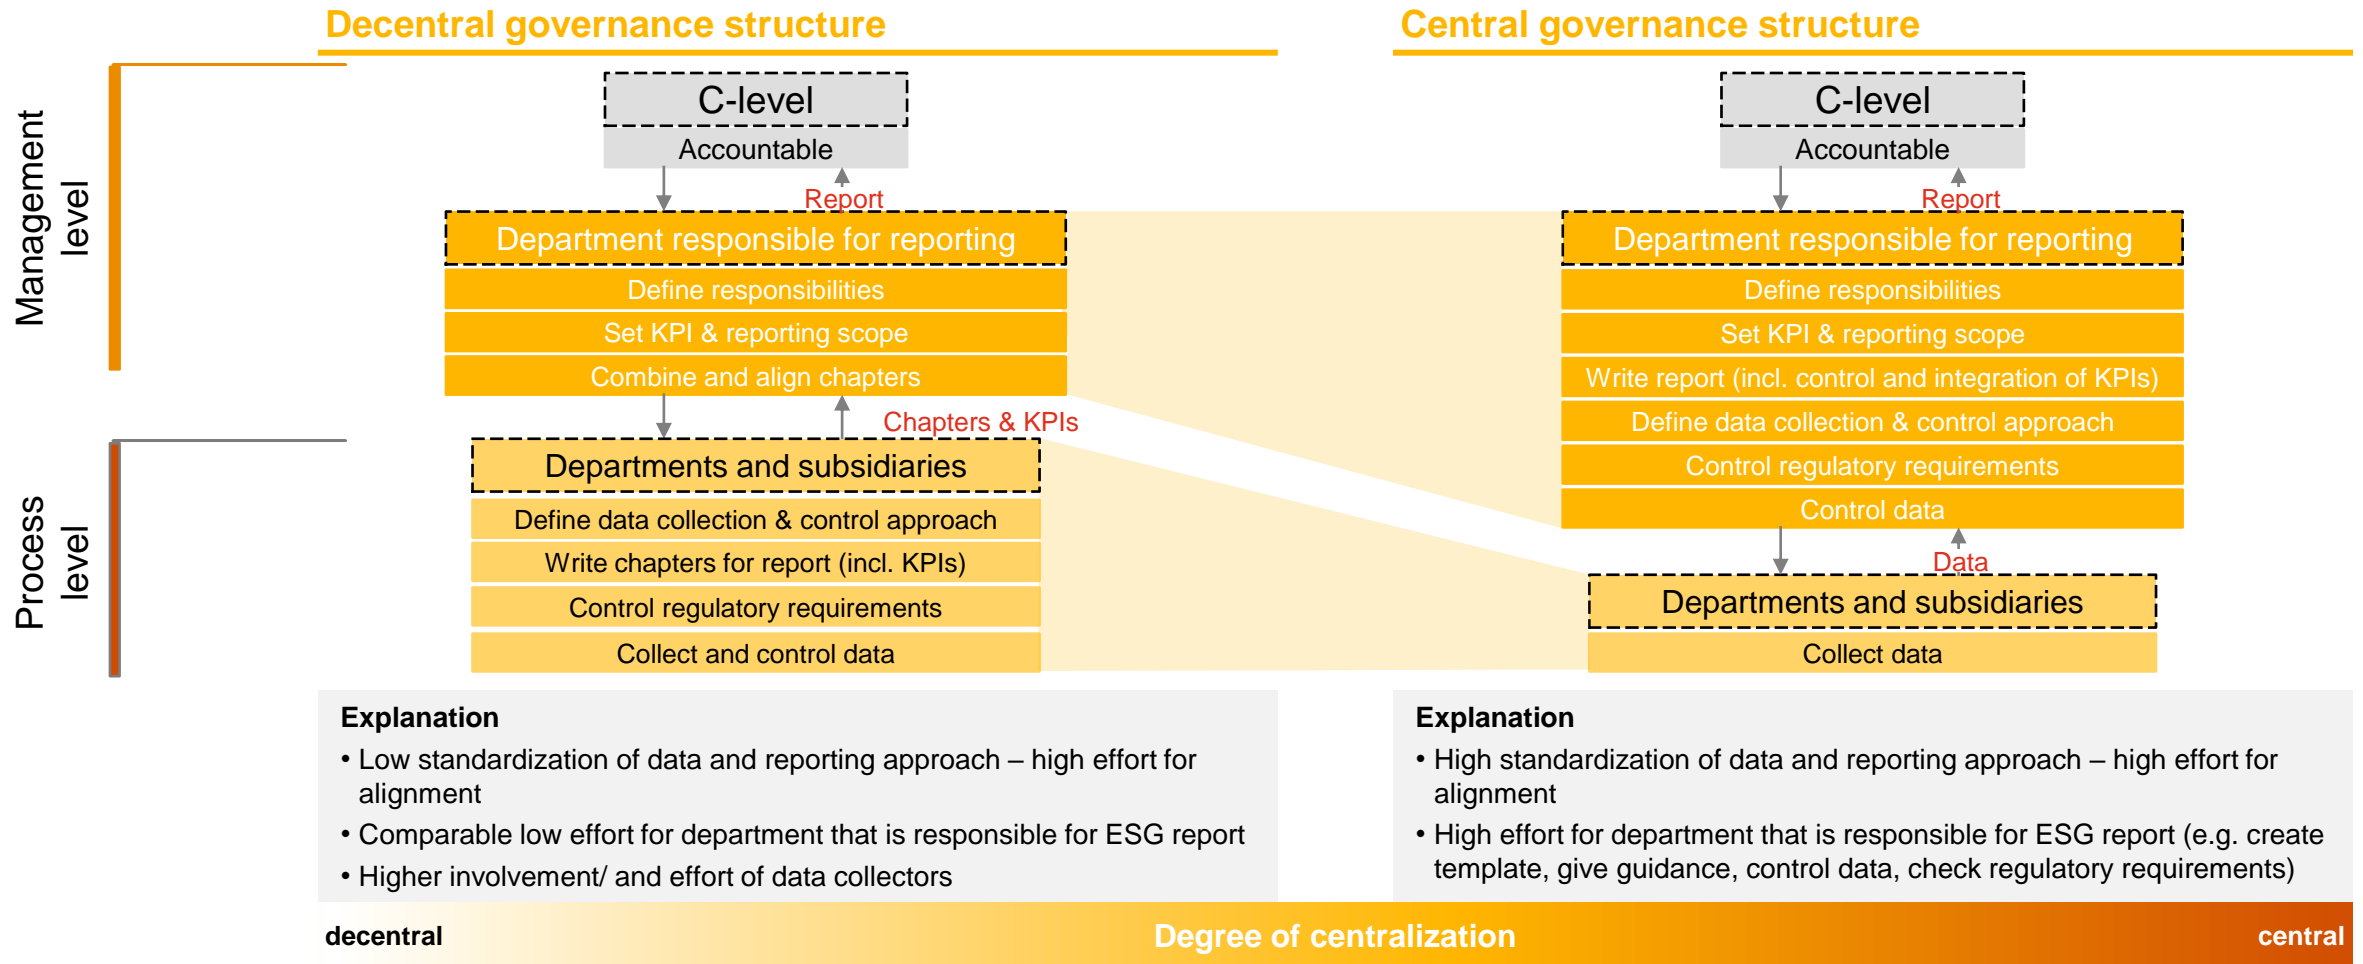 Decentral governance structure
Central governance structure
Management
level
C-level
Accountable
Report
Department responsible for reporting
Define responsibilities
Set KPI & reporting scope
Combine and align chapters
Chapters & KPIs
Process
level
Departments and subsidiaries
Define data collection & control approach
Write chapters for report (incl. KPIs)
Control regulatory requirements
Collect and control data
C-level
Accountable
Report
Department responsible for reporting
Define responsibilities
Set KPI & reporting scope
Write report (incl. control and integration of KPIs)
Define data collection & control approach
Control regulatory requirements
Control data
Data
Departments and subsidiaries
Collect data
Explanation
• Low standardization of data and reporting approach – high effort for
alignment
• Comparable low effort for department that is responsible for ESG report
• Higher involvement/ and effort of data collectors
Explanation
• High standardization of data and reporting approach – high effort for
alignment
• High effort for department that is responsible for ESG report (e.g. create
template, give guidance, control data, check regulatory requirements)
decentral
Degree of centralization
central